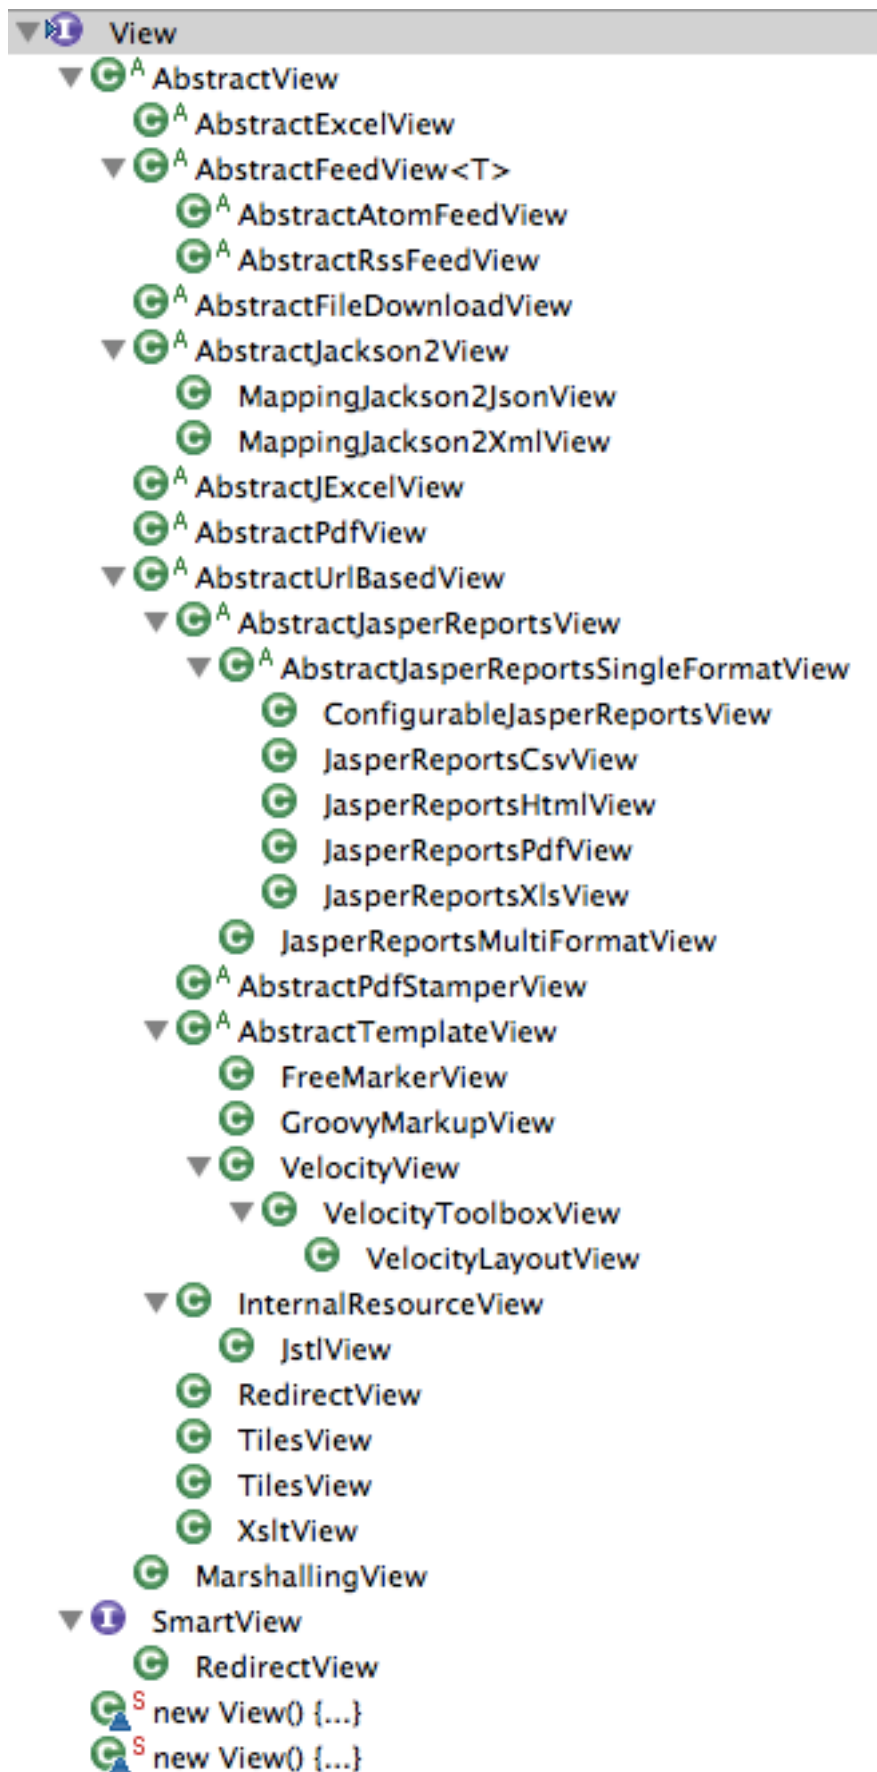 View
AbstractView
AbstractExcelView
AbstractFeedView<T>
AbstractAtomFeedView
AbstractRssFeedView
AbstractFileDownloadView
AbstractJackson2View
MappingJackson2JsonView
MappingJackson2XmlView
AbstractJExcelView
AbstractPdfView
AbstractUrlBasedView
AbstractJasperReportsView
AbstractJasperReportsSingleFormatView
ConfigurableJasperReportsView
JasperReportsCsvView
JasperReportsHtmlView
JasperReportsPdfView
JasperReportsXlsView
JasperReportsMultiFormatView
AbstractPdfStamperView
AbstractTemplateView
FreeMarkerView
GroovyMarkupView
VelocityView
VelocityToolboxView
VelocityLayoutView
InternalResourceView
JstlView
RedirectView
TilesView
TilesView
XsltView
MarshallingView
SmartView
RedirectView
new View() {...}
new View() {...}